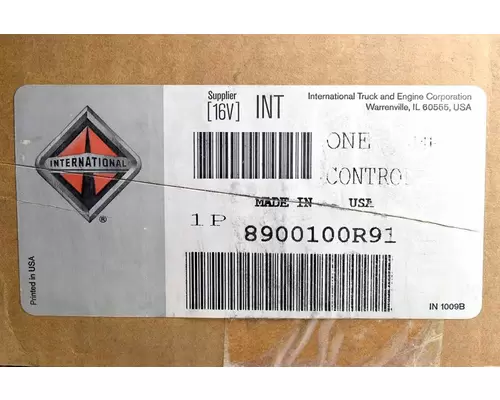 Supplier
[16V] INT
International Truck and Engine Corporation
Warrenville, IL 60555, USA
INTERNATIONAL
®
ONE
CONTRO
MADE IN USA
1P 8900100R91
Printed in USA
IN 1009B